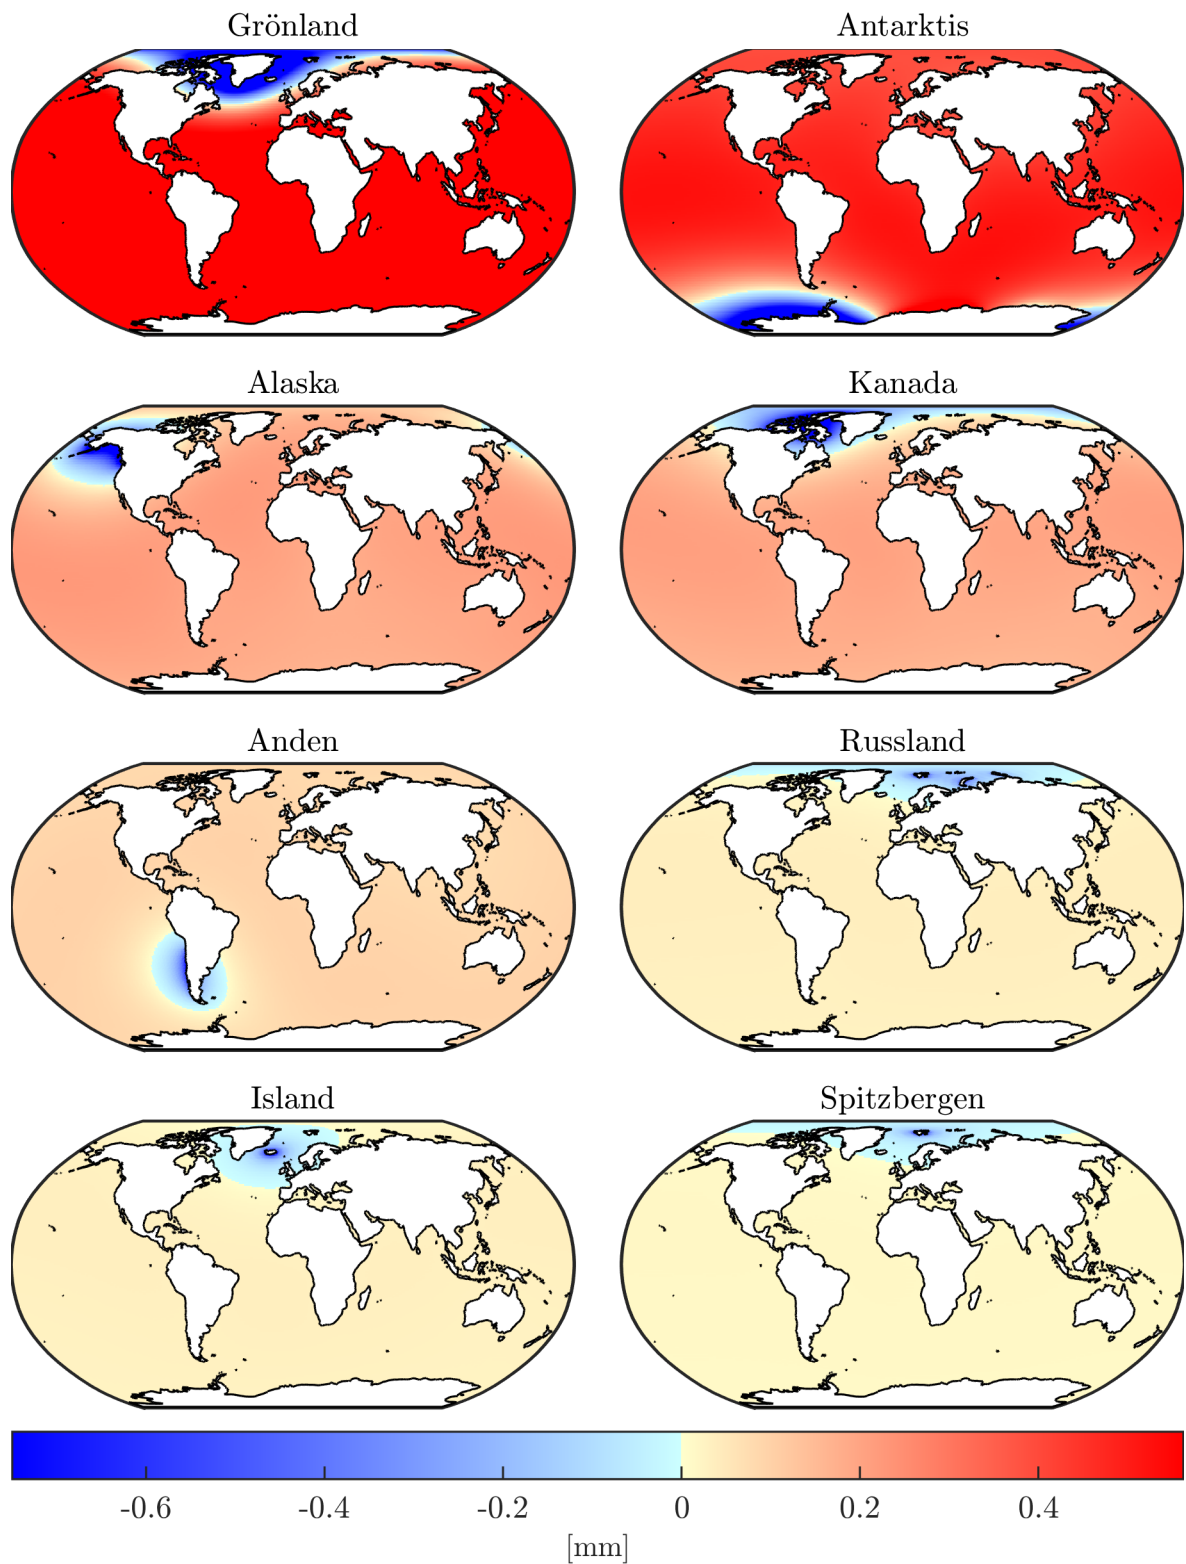 Grönland
Antarktis
Alaska
Kanada
Anden
Russland
Island
Spitzbergen
-0.6 -0.4 -0.2 0 0.2 0.4
[mm]